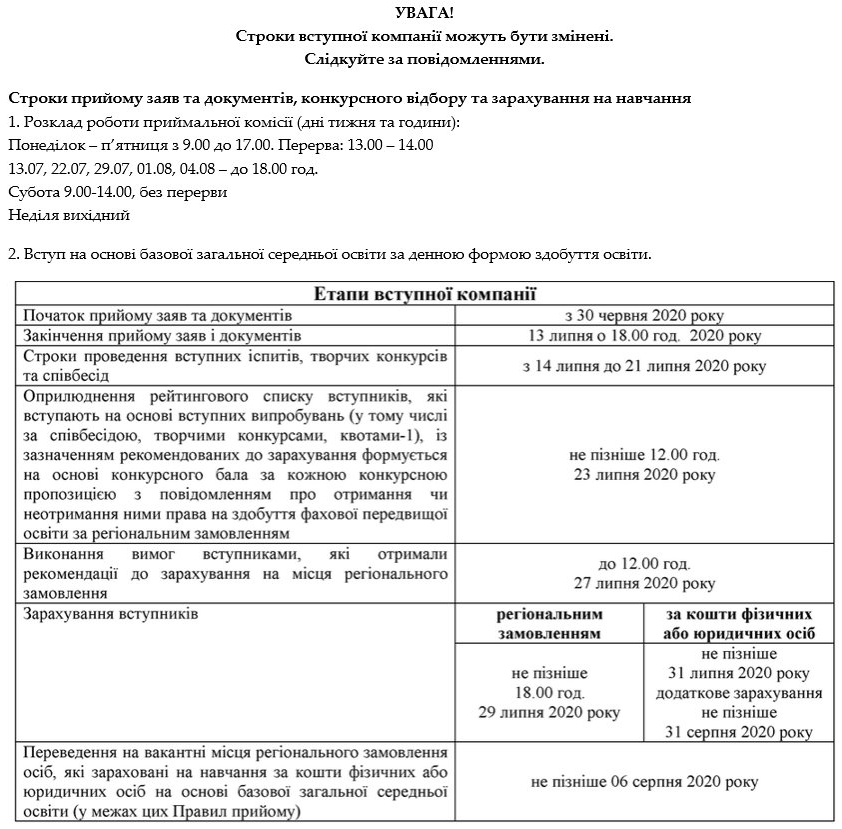 УВАГА!
Строки вступної компанії можуть бути змінені.
Слідкуйте за повідомленнями.
Строки прийому заяв та документів, конкурсного відбору та зарахування на навчання
1. Розклад роботи приймальної комісії (дні тижня та години):
Понеділок – п’ятниця з 9.00 до 17.00. Перерва: 13.00 – 14.00
13.07, 22.07, 29.07, 01.08, 04.08 – до 18.00 год.
Субота 9.00-14.00, без перерви
Неділя вихідний
2. Вступ на основі базової загальної середньої освіти за денною формою здобуття освіти.
Етапи вступної компанії
Початок прийому заяв та документів
з 30 червня 2020 року
Закінчення прийому заяв і документів
13 липня о 18.00 год. 2020 року
Строки проведення вступних іспитів, творчих конкурсів
та співбесід
з 14 липня до 21 липня 2020 року
Оприлюднення рейтингового списку вступників, які
вступають на основі вступних випробувань (у тому числі
за співбесідою, творчими конкурсами, квотами-1), із
зазначенням рекомендованих до зарахування формується
на основі конкурсного бала за кожною конкурсною
пропозицією з повідомленням про отримання чи
неотримання ними права на здобуття фахової передвищої
освіти за регіональним замовленням
не пізніше 12.00 год.
23 липня 2020 року
Виконання вимог вступниками, які отримали
рекомендації до зарахування на місця регіонального
замовлення
до 12.00 год.
27 липня 2020 року
Зарахування вступників
регіональним
замовленням
за кошти фізичних
або юридичних осіб
не пізніше
18.00 год.
29 липня 2020 року
не пізніше
31 липня 2020 року
додаткове зарахування
не пізніше
31 серпня 2020 року
Переведення на вакантні місця регіонального замовлення
осіб, які зараховані на навчання за кошти фізичних або
юридичних осіб на основі базової загальної середньої
освіти (у межах цих Правил прийому)
не пізніше 06 серпня 2020 року